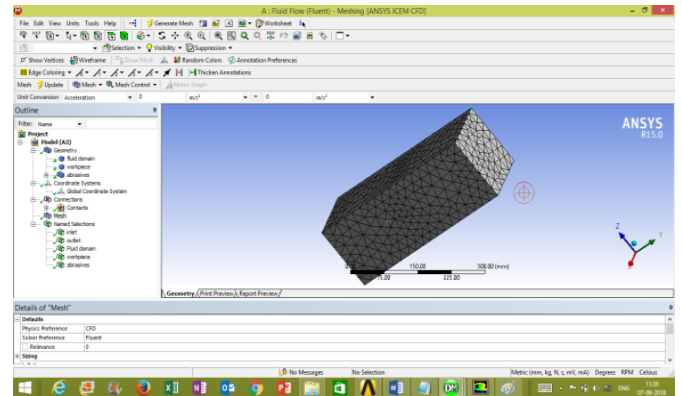 A : Fluid Flow (Fluent) - Meshing [ANSYS ICEM CFD]
File Edit View Units Tools Help Generate Mesh Worksheet
Selection Visibility Suppression
Show Vertices Wireframe Show Mesh Random Colors Annotation Preferences
Edge Coloring Thicken Annotations
Mesh Update Mesh Mesh Control Metric Graph
Unit Conversion Acceleration 0 m/s² = 0 m/s²
Outline
Filter: Name
Project
Model (A3)
Geometry
fluid domain
workpiece
abrasives
Coordinate Systems
Global Coordinate System
Connections
Contacts
Mesh
Named Selections
inlet
outlet
Fluid domain
workpiece
abrasives
ANSYS
R15.0
Z
Y
150.00 300.00 (mm)
75.00 225.00
Geometry Print Preview Report Preview
Details of "Mesh"
Defaults
Physics Preference CFD
Solver Preference Fluent
Relevance 0
Sizing
No Messages No Selection Metric (mm, kg, N, s, mV, mA) Degrees RPM Celsius
ENG 11:39
07-09-2018